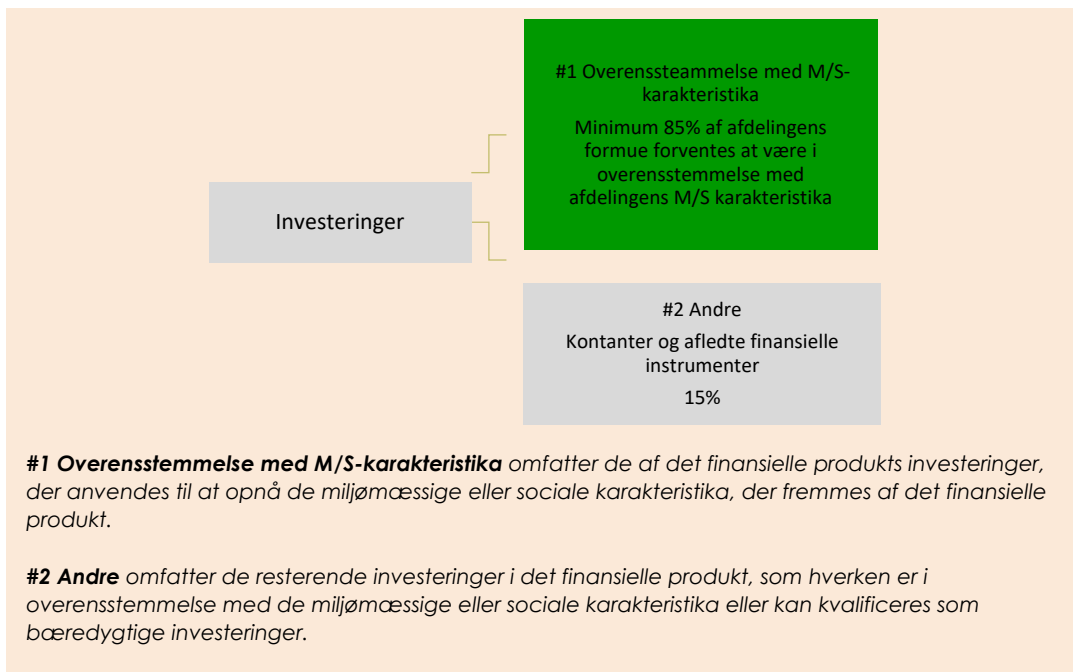 #1 Overenssteammelse med M/S-
karakteristika
Minimum 85% af afdelingens
formue forventes at være i
overensstemmelse med
afdelingens M/S karakteristika
Investeringer
#2 Andre
Kontanter og afledte finansielle
instrumenter
15%
#1 Overensstemmelse med M/S-karakteristika omfatter de af det finansielle produkts investeringer,
der anvendes til at opnå de miljømæssige eller sociale karakteristika, der fremmes af det finansielle
produkt.
#2 Andre omfatter de resterende investeringer i det finansielle produkt, som hverken er i
overensstemmelse med de miljømæssige eller sociale karakteristika eller kan kvalificeres som
bæredygtige investeringer.